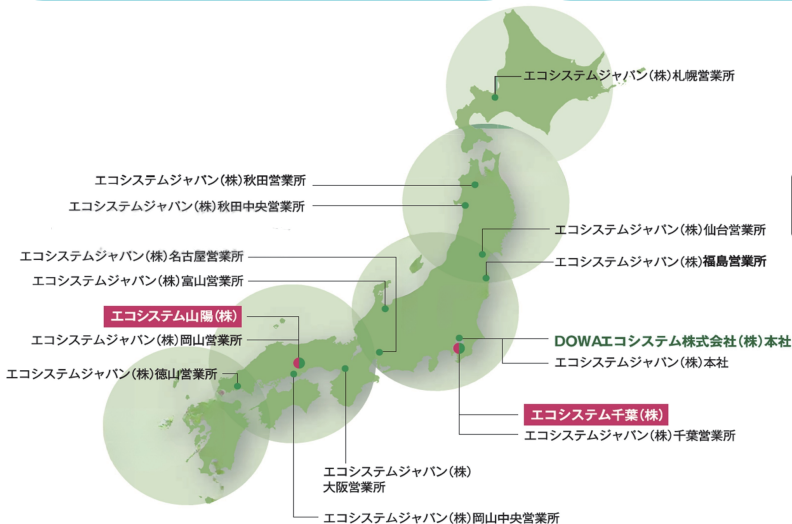 エコシステムジャパン(株)札幌営業所
エコシステムジャパン(株)秋田営業所
エコシステムジャパン(株)秋田中央営業所
エコシステムジャパン(株)仙台営業所
エコシステムジャパン(株)名古屋営業所
エコシステムジャパン(株)福島営業所
エコシステムジャパン(株)富山営業所
エコシステム山陽(株)
エコシステムジャパン(株)岡山営業所
DOWAエコシステム株式会社(株)本社
エコシステムジャパン(株)本社
エコシステムジャパン(株)徳山営業所
エコシステム千葉(株)
エコシステムジャパン(株)千葉営業所
エコシステムジャパン(株)
大阪営業所
エコシステムジャパン(株)岡山中央営業所